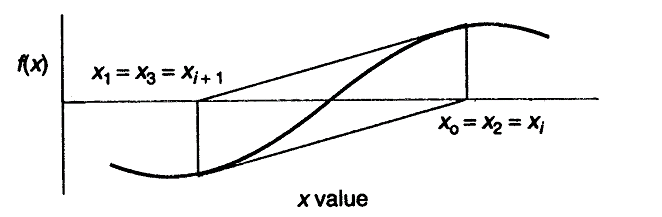 f(x)
x₁ = x₃ = xᵢ₊₁
x₀ = x₂ = xᵢ
x value